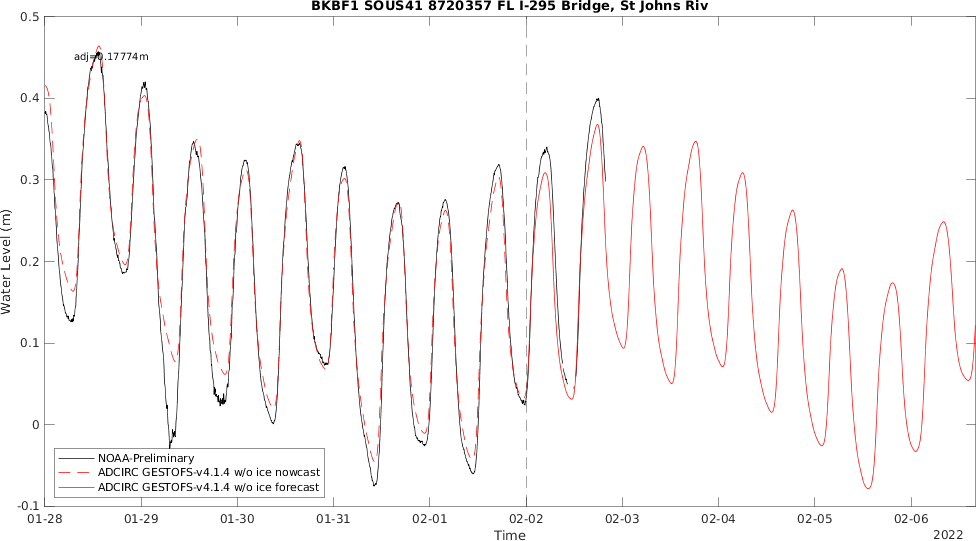 BKBF1 SOUS41 8720357 FL I-295 Bridge, St Johns Riv
0.5
adj=0.17774m
0.4
0.3
0.2
0.1
0
-0.1
Water Level (m)
NOAA-Preliminary
ADCIRC GESTOFS-v4.1.4 w/o ice nowcast
ADCIRC GESTOFS-v4.1.4 w/o ice forecast
01-28 01-29 01-30 01-31 02-01 02-02 02-03 02-04 02-05 02-06
Time
2022